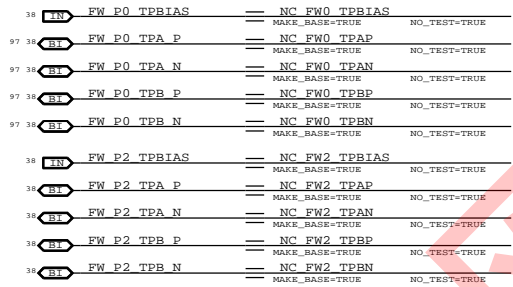 38 IN FW_P0_TPBIAS NC_FW0_TPBIAS
MAKE_BASE=TRUE NO_TEST=TRUE
97 38 BI FW_P0_TPA_P NC_FW0_TPAP
MAKE_BASE=TRUE NO_TEST=TRUE
97 38 BI FW_P0_TPA_N NC_FW0_TPAN
MAKE_BASE=TRUE NO_TEST=TRUE
97 38 BI FW_P0_TPB_P NC_FW0_TPBP
MAKE_BASE=TRUE NO_TEST=TRUE
97 38 BI FW_P0_TPB_N NC_FW0_TPBN
MAKE_BASE=TRUE NO_TEST=TRUE
38 IN FW_P2_TPBIAS NC_FW2_TPBIAS
MAKE_BASE=TRUE NO_TEST=TRUE
38 BI FW_P2_TPA_P NC_FW2_TPAP
MAKE_BASE=TRUE NO_TEST=TRUE
38 BI FW_P2_TPA_N NC_FW2_TPAN
MAKE_BASE=TRUE NO_TEST=TRUE
38 BI FW_P2_TPB_P NC_FW2_TPBP
MAKE_BASE=TRUE NO_TEST=TRUE
38 BI FW_P2_TPB_N NC_FW2_TPBN
MAKE_BASE=TRUE NO_TEST=TRUE